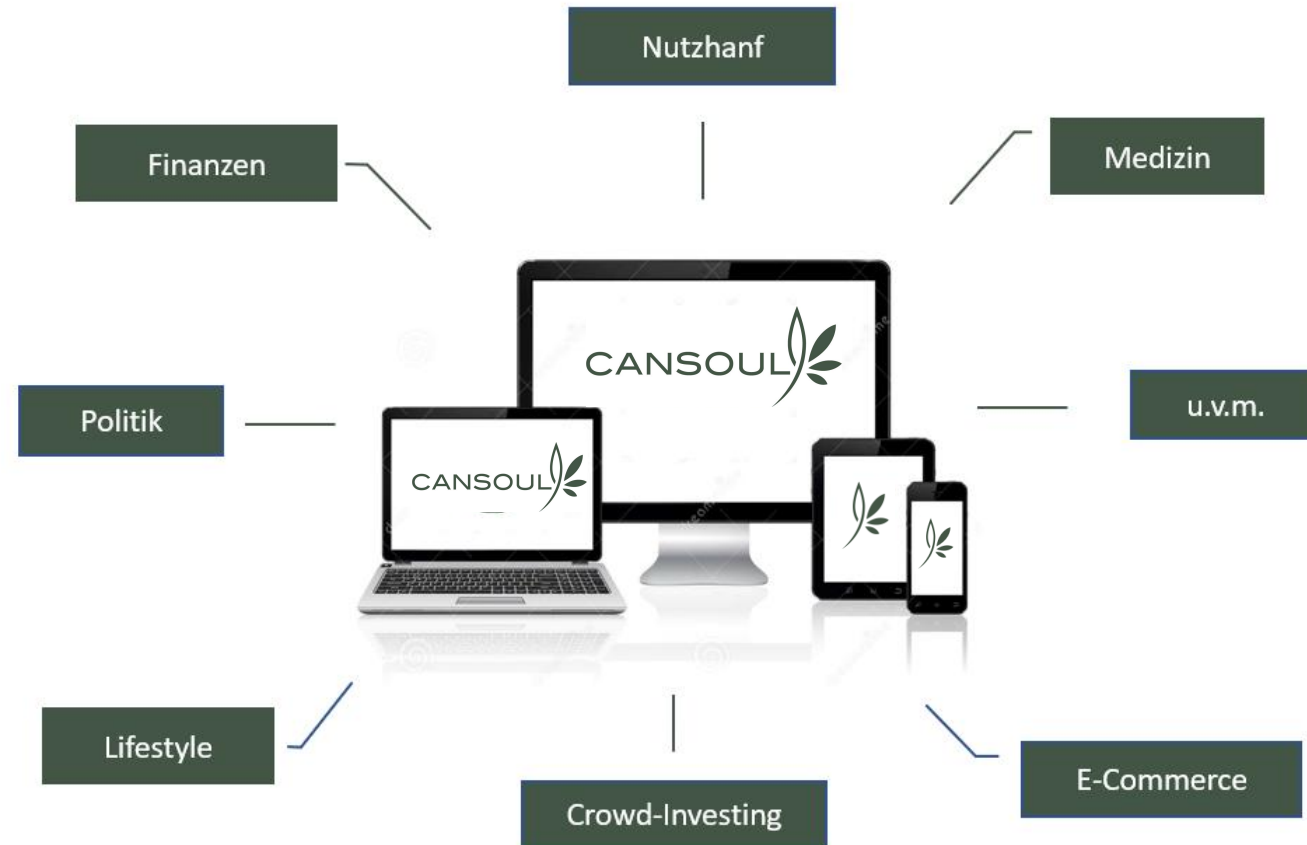 Nutzhanf
Finanzen
Medizin
CANSOUL
Politik
u.v.m.
CANSOUL
Lifestyle
E-Commerce
Crowd-Investing